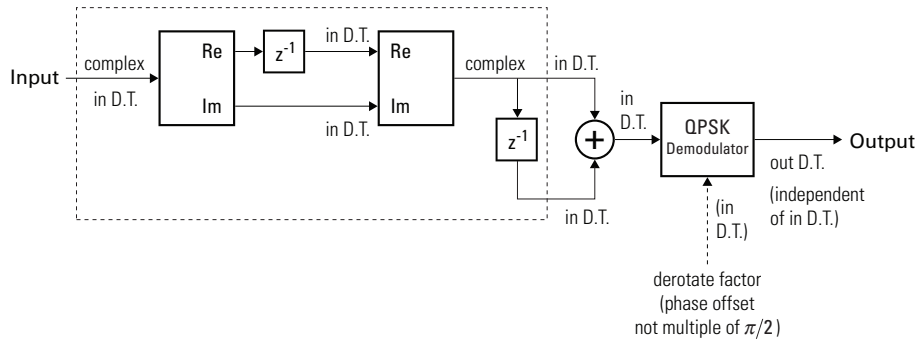 Input
complex
in D.T.
Re
Im
z-1
in D.T.
in D.T.
Re
Im
complex
z-1
in D.T.
in D.T.
+
in
D.T.
QPSK
Demodulator
Output
out D.T.
(independent
of in D.T.)
(in
D.T.)
derotate factor
(phase offset
not multiple of π/2)